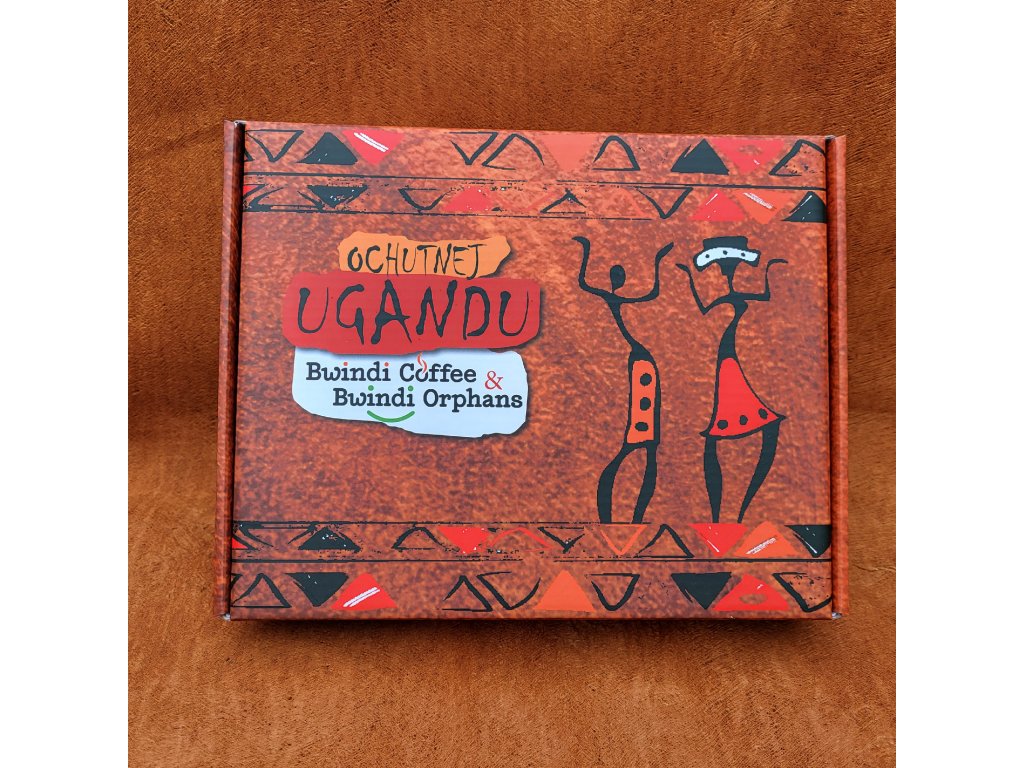 OCHUTNEJ
UGANDU
Bwindi Coffee &
Bwindi Orphans